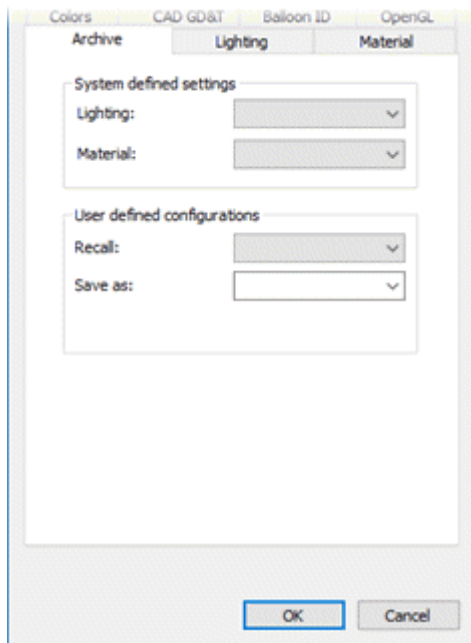 Colors CAD GD&T Balloon ID OpenGL
Archive Lighting Material
System defined settings
Lighting:
Material:
User defined configurations
Recall:
Save as:
OK Cancel